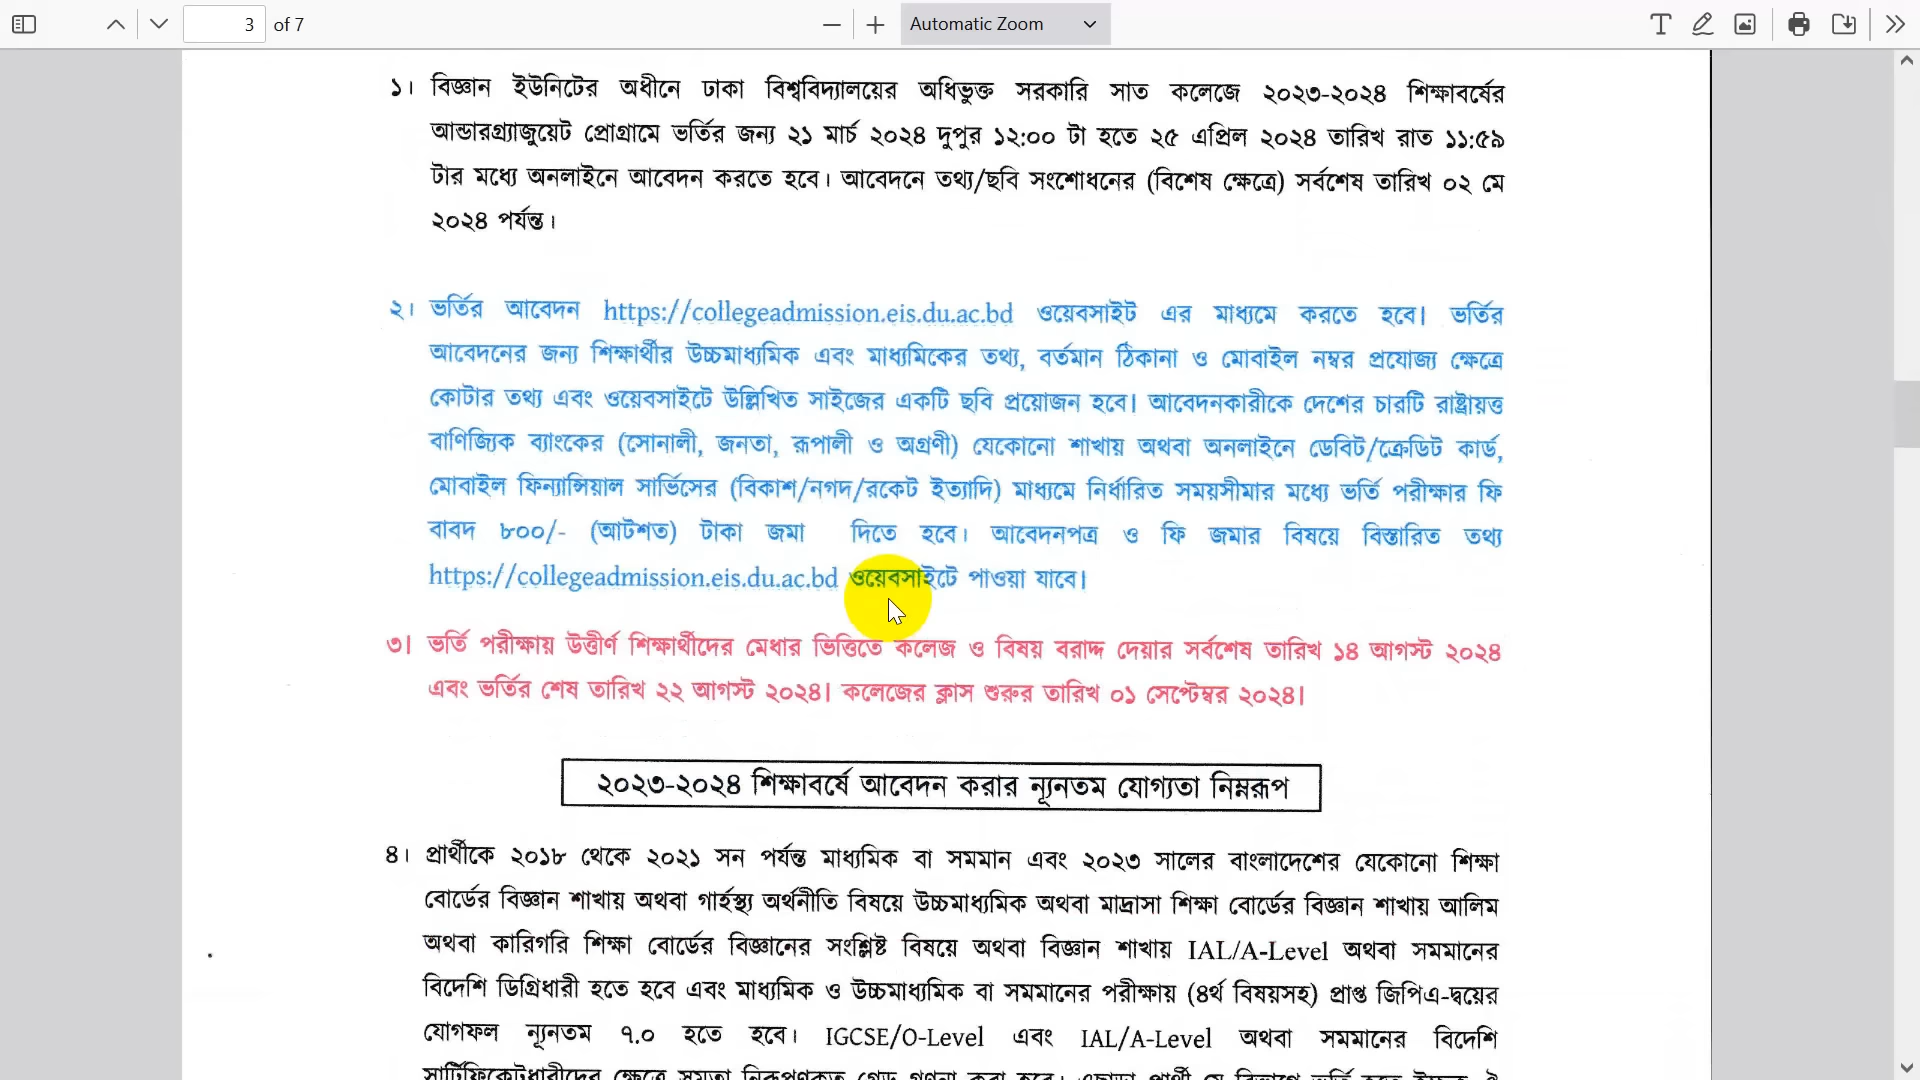 3 of 7 Automatic Zoom
১। বিজ্ঞান ইউনিটের অধীনে ঢাকা বিশ্ববিদ্যালয়ের অধিভুক্ত সরকারি সাত কলেজে ২০২৩-২০২৪ শিক্ষাবর্ষের
আন্ডারগ্র্যাজুয়েট প্রোগ্রামে ভর্তির জন্য ২১ মার্চ ২০২৪ দুপুর ১২:০০ টা হতে ২৫ এপ্রিল ২০২৪ তারিখ রাত ১১:৫৯
টার মধ্যে অনলাইনে আবেদন করতে হবে। আবেদনে তথ্য/ছবি সংশোধনের (বিশেষ ক্ষেত্রে) সর্বশেষ তারিখ ০২ মে
২০২৪ পর্যন্ত।
২। ভর্তির আবেদন https://collegeadmission.eis.du.ac.bd ওয়েবসাইট এর মাধ্যমে করতে হবে। ভর্তির
আবেদনের জন্য শিক্ষার্থীর উচ্চমাধ্যমিক এবং মাধ্যমিকের তথ্য, বর্তমান ঠিকানা ও মোবাইল নম্বর প্রযোজ্য ক্ষেত্রে
কোটার তথ্য এবং ওয়েবসাইটে উল্লিখিত সাইজের একটি ছবি প্রয়োজন হবে। আবেদনকারীকে দেশের চারটি রাষ্ট্রায়ত্ত
বাণিজ্যিক ব্যাংকের (সোনালী, জনতা, রূপালী ও অগ্রণী) যেকোনো শাখায় অথবা অনলাইনে ডেবিট/ক্রেডিট কার্ড,
মোবাইল ফিন্যান্সিয়াল সার্ভিসের (বিকাশ/নগদ/রকেট ইত্যাদি) মাধ্যমে নির্ধারিত সময়সীমার মধ্যে ভর্তি পরীক্ষার ফি
বাবদ ৮০০/- (আটশত) টাকা জমা দিতে হবে। আবেদনপত্র ও ফি জমার বিষয়ে বিস্তারিত তথ্য
https://collegeadmission.eis.du.ac.bd ওয়েবসাইটে পাওয়া যাবে।
৩। ভর্তি পরীক্ষায় উত্তীর্ণ শিক্ষার্থীদের মেধার ভিত্তিতে কলেজ ও বিষয় বরাদ্দ দেয়ার সর্বশেষ তারিখ ১৪ আগস্ট ২০২৪
এবং ভর্তির শেষ তারিখ ২২ আগস্ট ২০২৪। কলেজের ক্লাস শুরুর তারিখ ০১ সেপ্টেম্বর ২০২৪।
২০২৩-২০২৪ শিক্ষাবর্ষে আবেদন করার ন্যূনতম যোগ্যতা নিম্নরূপ
৪। প্রার্থীকে ২০১৮ থেকে ২০২১ সন পর্যন্ত মাধ্যমিক বা সমমান এবং ২০২৩ সালের বাংলাদেশের যেকোনো শিক্ষা
বোর্ডের বিজ্ঞান শাখায় অথবা গার্হস্থ্য অর্থনীতি বিষয়ে উচ্চমাধ্যমিক অথবা মাদ্রাসা শিক্ষা বোর্ডের বিজ্ঞান শাখায় আলিম
অথবা কারিগরি শিক্ষা বোর্ডের বিজ্ঞানের সংশ্লিষ্ট বিষয়ে অথবা বিজ্ঞান শাখায় IAL/A-Level অথবা সমমানের
বিদেশি ডিগ্রিধারী হতে হবে এবং মাধ্যমিক ও উচ্চমাধ্যমিক বা সমমানের পরীক্ষায় (৪র্থ বিষয়সহ) প্রাপ্ত জিপিএ-দ্বয়ের
যোগফল ন্যূনতম ৭.০ হতে হবে। IGCSE/O-Level এবং IAL/A-Level অথবা সমমানের বিদেশি